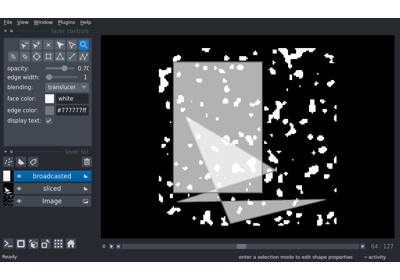 File View Window Plugins Help
layer controls
opacity: 0.70
edge width: 1
blending: translucer
face color: white
edge color: #777777ff
display text:
layer list
broadcasted
sliced
Image
64 127
Ready enter a selection mode to edit shape properties activity